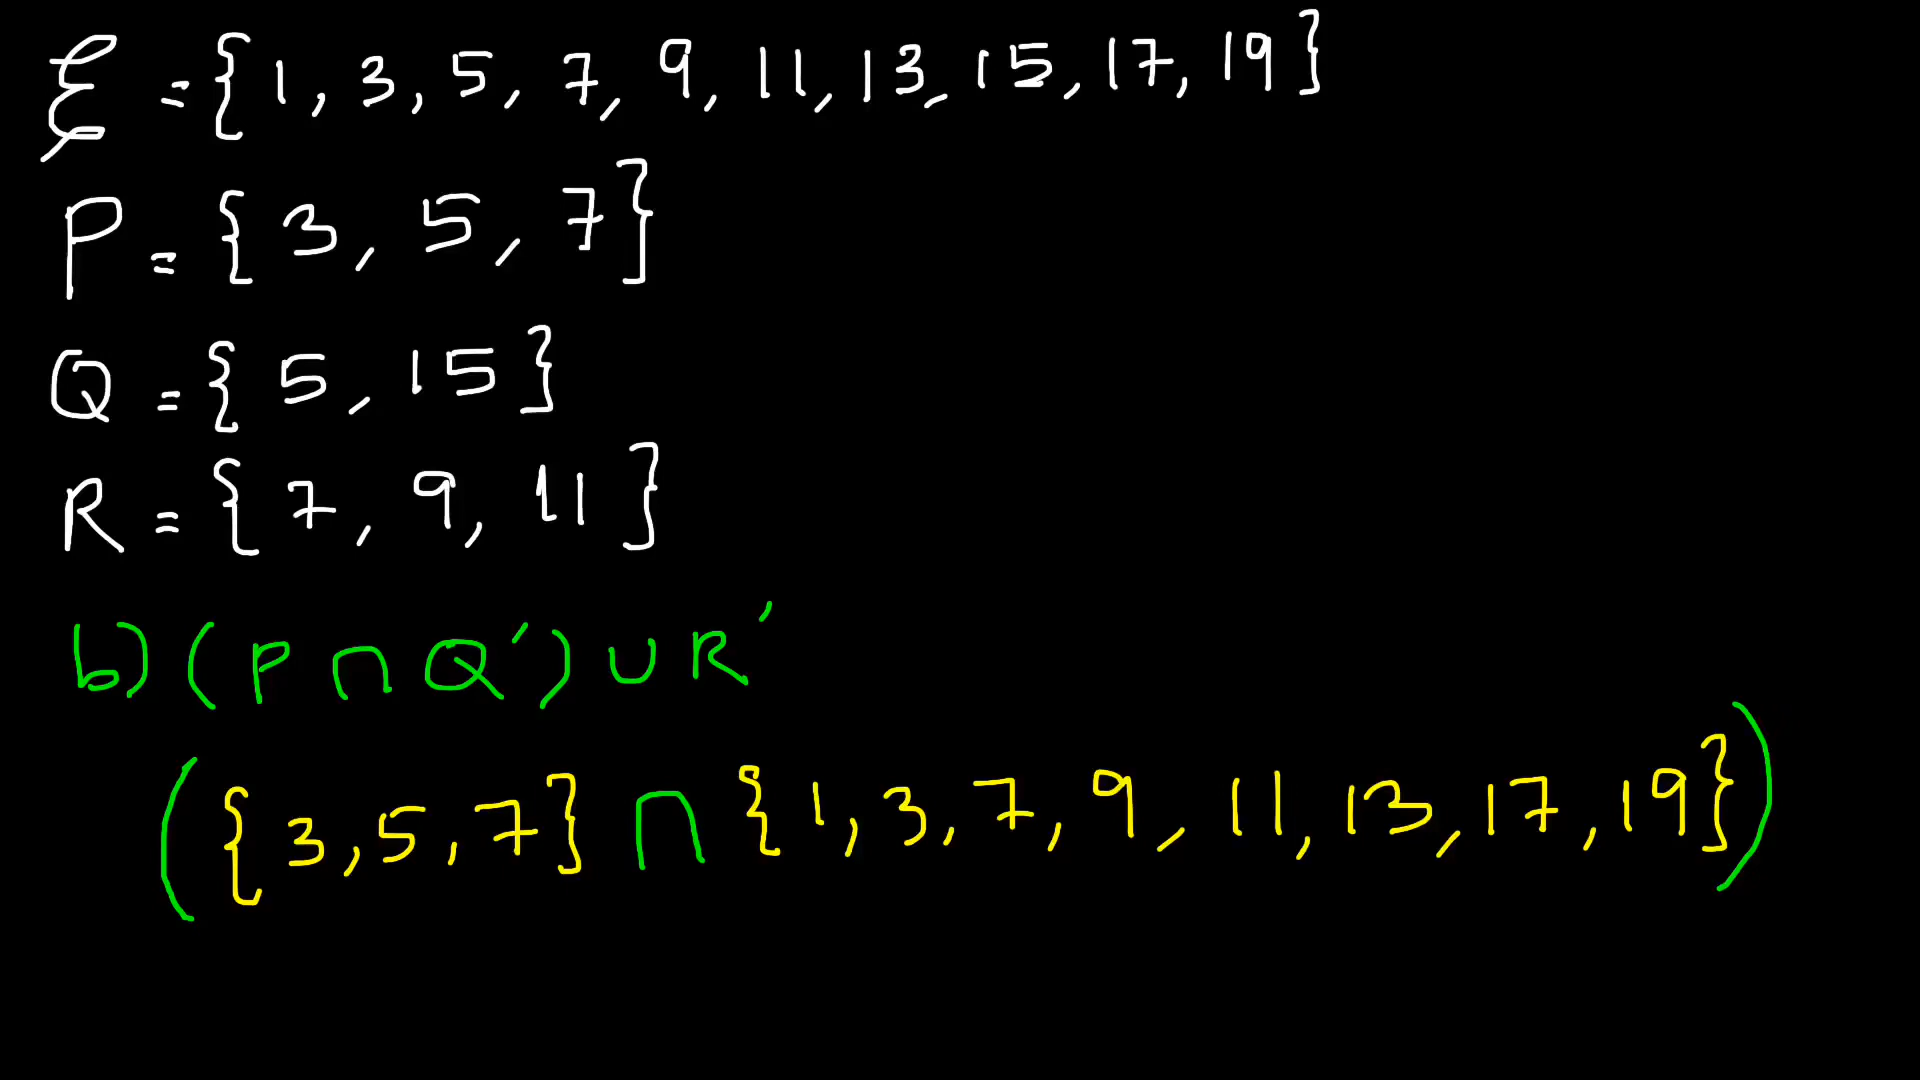 ξ = {1, 3, 5, 7, 9, 11, 13, 15, 17, 19}
P = {3, 5, 7}
Q = {5, 15}
R = {7, 9, 11}
b) (P ∩ Q′) ∪ R′
({3, 5, 7} ∩ {1, 3, 7, 9, 11, 13, 17, 19})